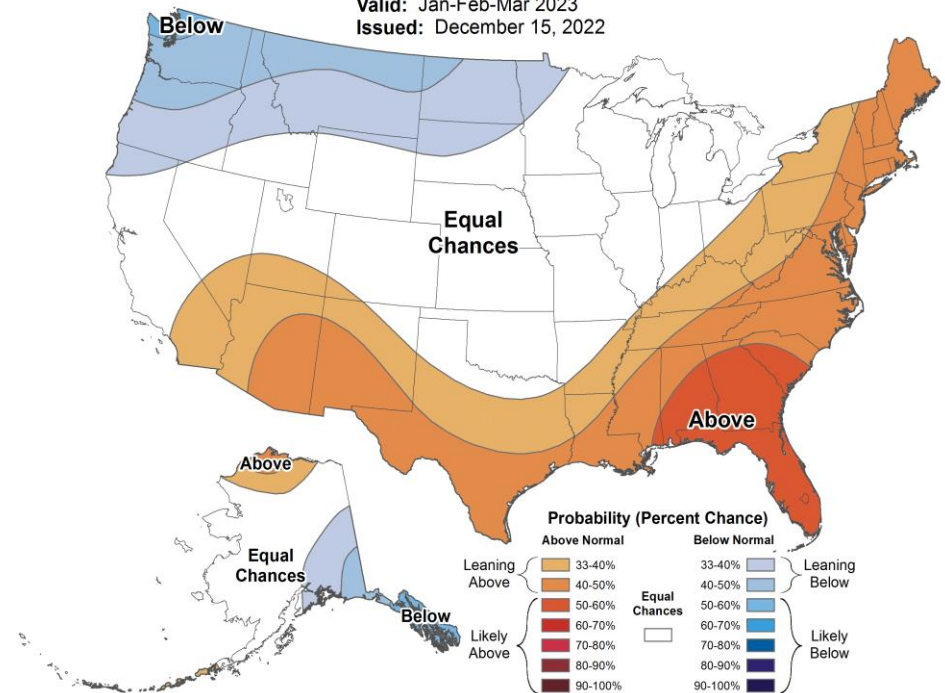 Valid: Jan-Feb-Mar 2023
Issued: December 15, 2022
Below
Equal
Chances
Above
Above
Equal
Chances
Below
Probability (Percent Chance)
Above Normal
Below Normal
Leaning
Above
33-40%
40-50%
Likely
Above
50-60%
60-70%
70-80%
80-90%
90-100%
Equal
Chances
33-40%
40-50%
Leaning
Below
50-60%
60-70%
70-80%
80-90%
90-100%
Likely
Below